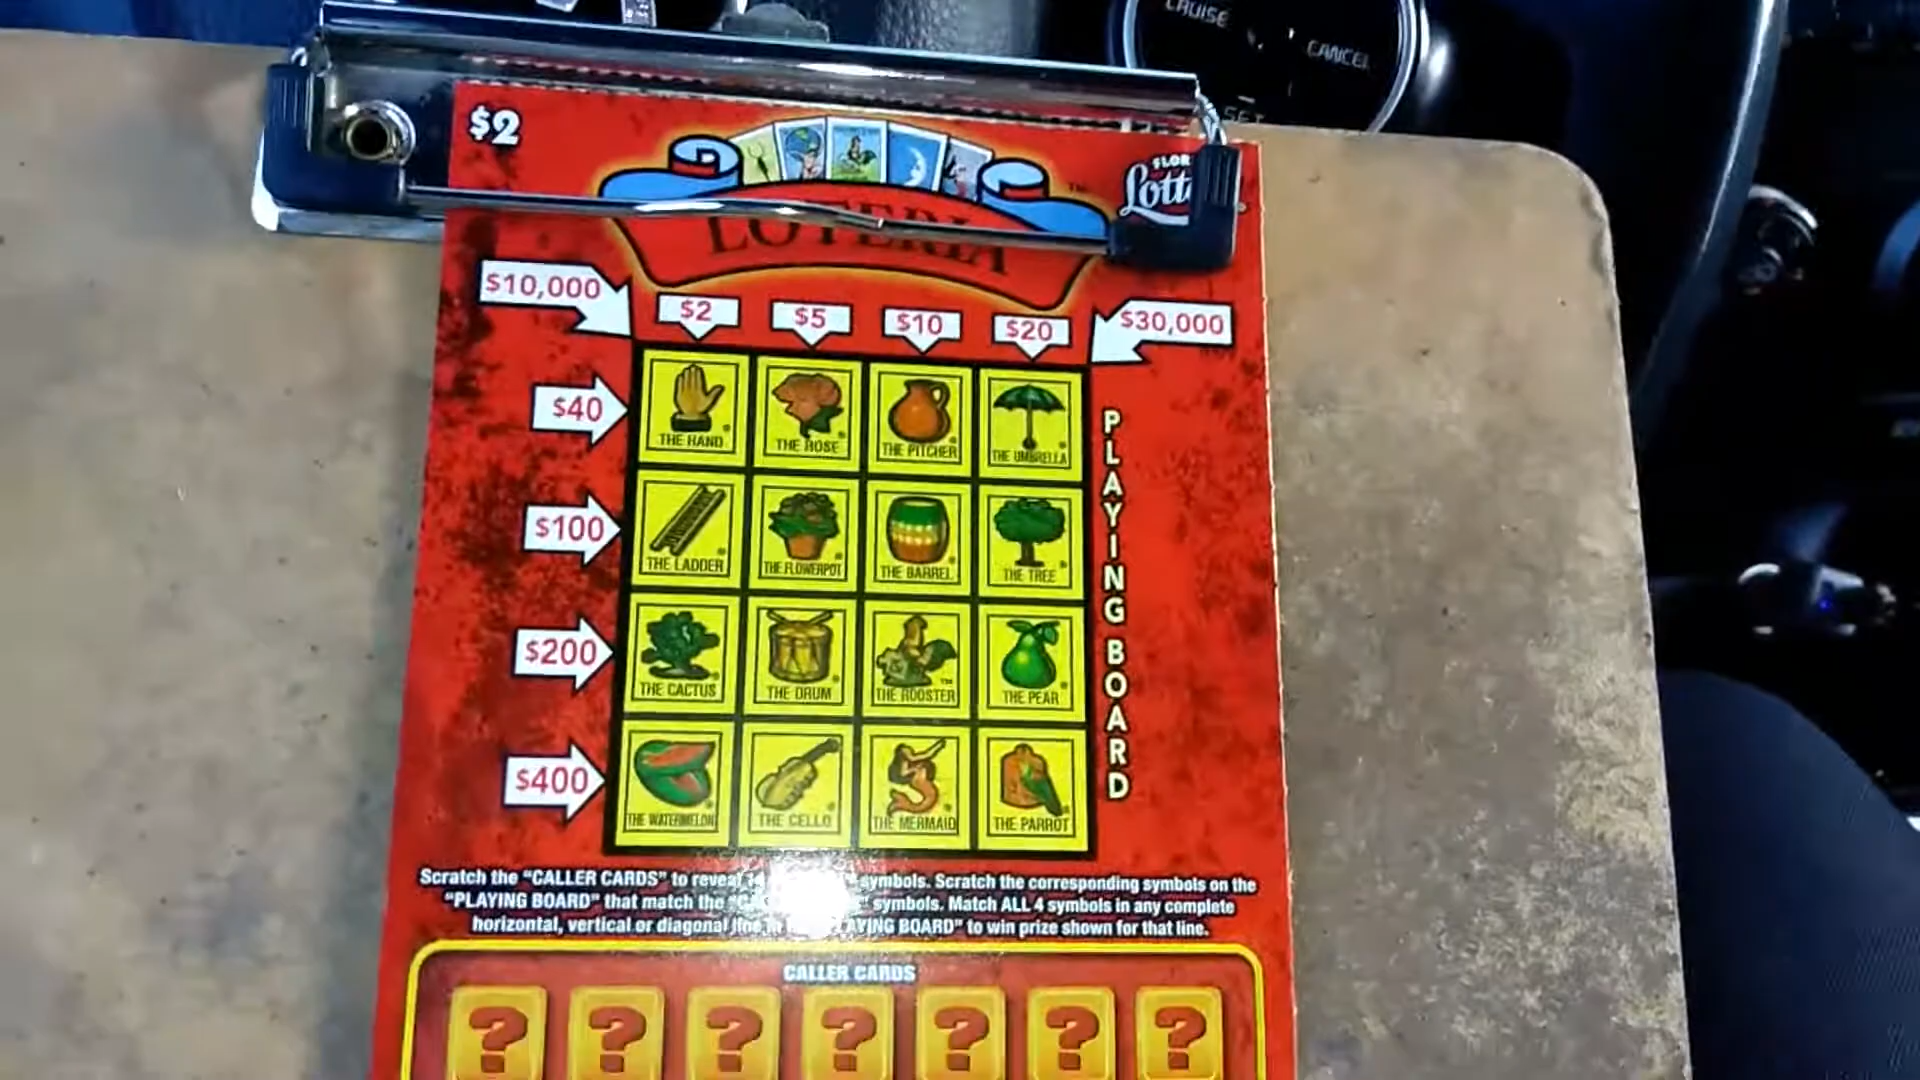 CRUISE
CANCEL
SET
$2
LOTERIA
$10,000
$2
$5
$10
$20
$30,000
$40
THE HAND
THE ROSE
THE PITCHER
THE UMBRELLA
$100
THE LADDER
THE FLOWERPOT
THE BARREL
THE TREE
$200
THE CACTUS
THE DRUM
THE ROOSTER
THE PEAR
$400
THE WATERMELON
THE CELLO
THE MERMAID
THE PARROT
PLAYING BOARD
Scratch the "CALLER CARDS" to reveal 14 symbols. Scratch the corresponding symbols on the
"PLAYING BOARD" that match the symbols. Match ALL 4 symbols in any complete
horizontal, vertical or diagonal line BOARD" to win prize shown for that line.
CALLER CARDS
? ? ? ? ? ? ?